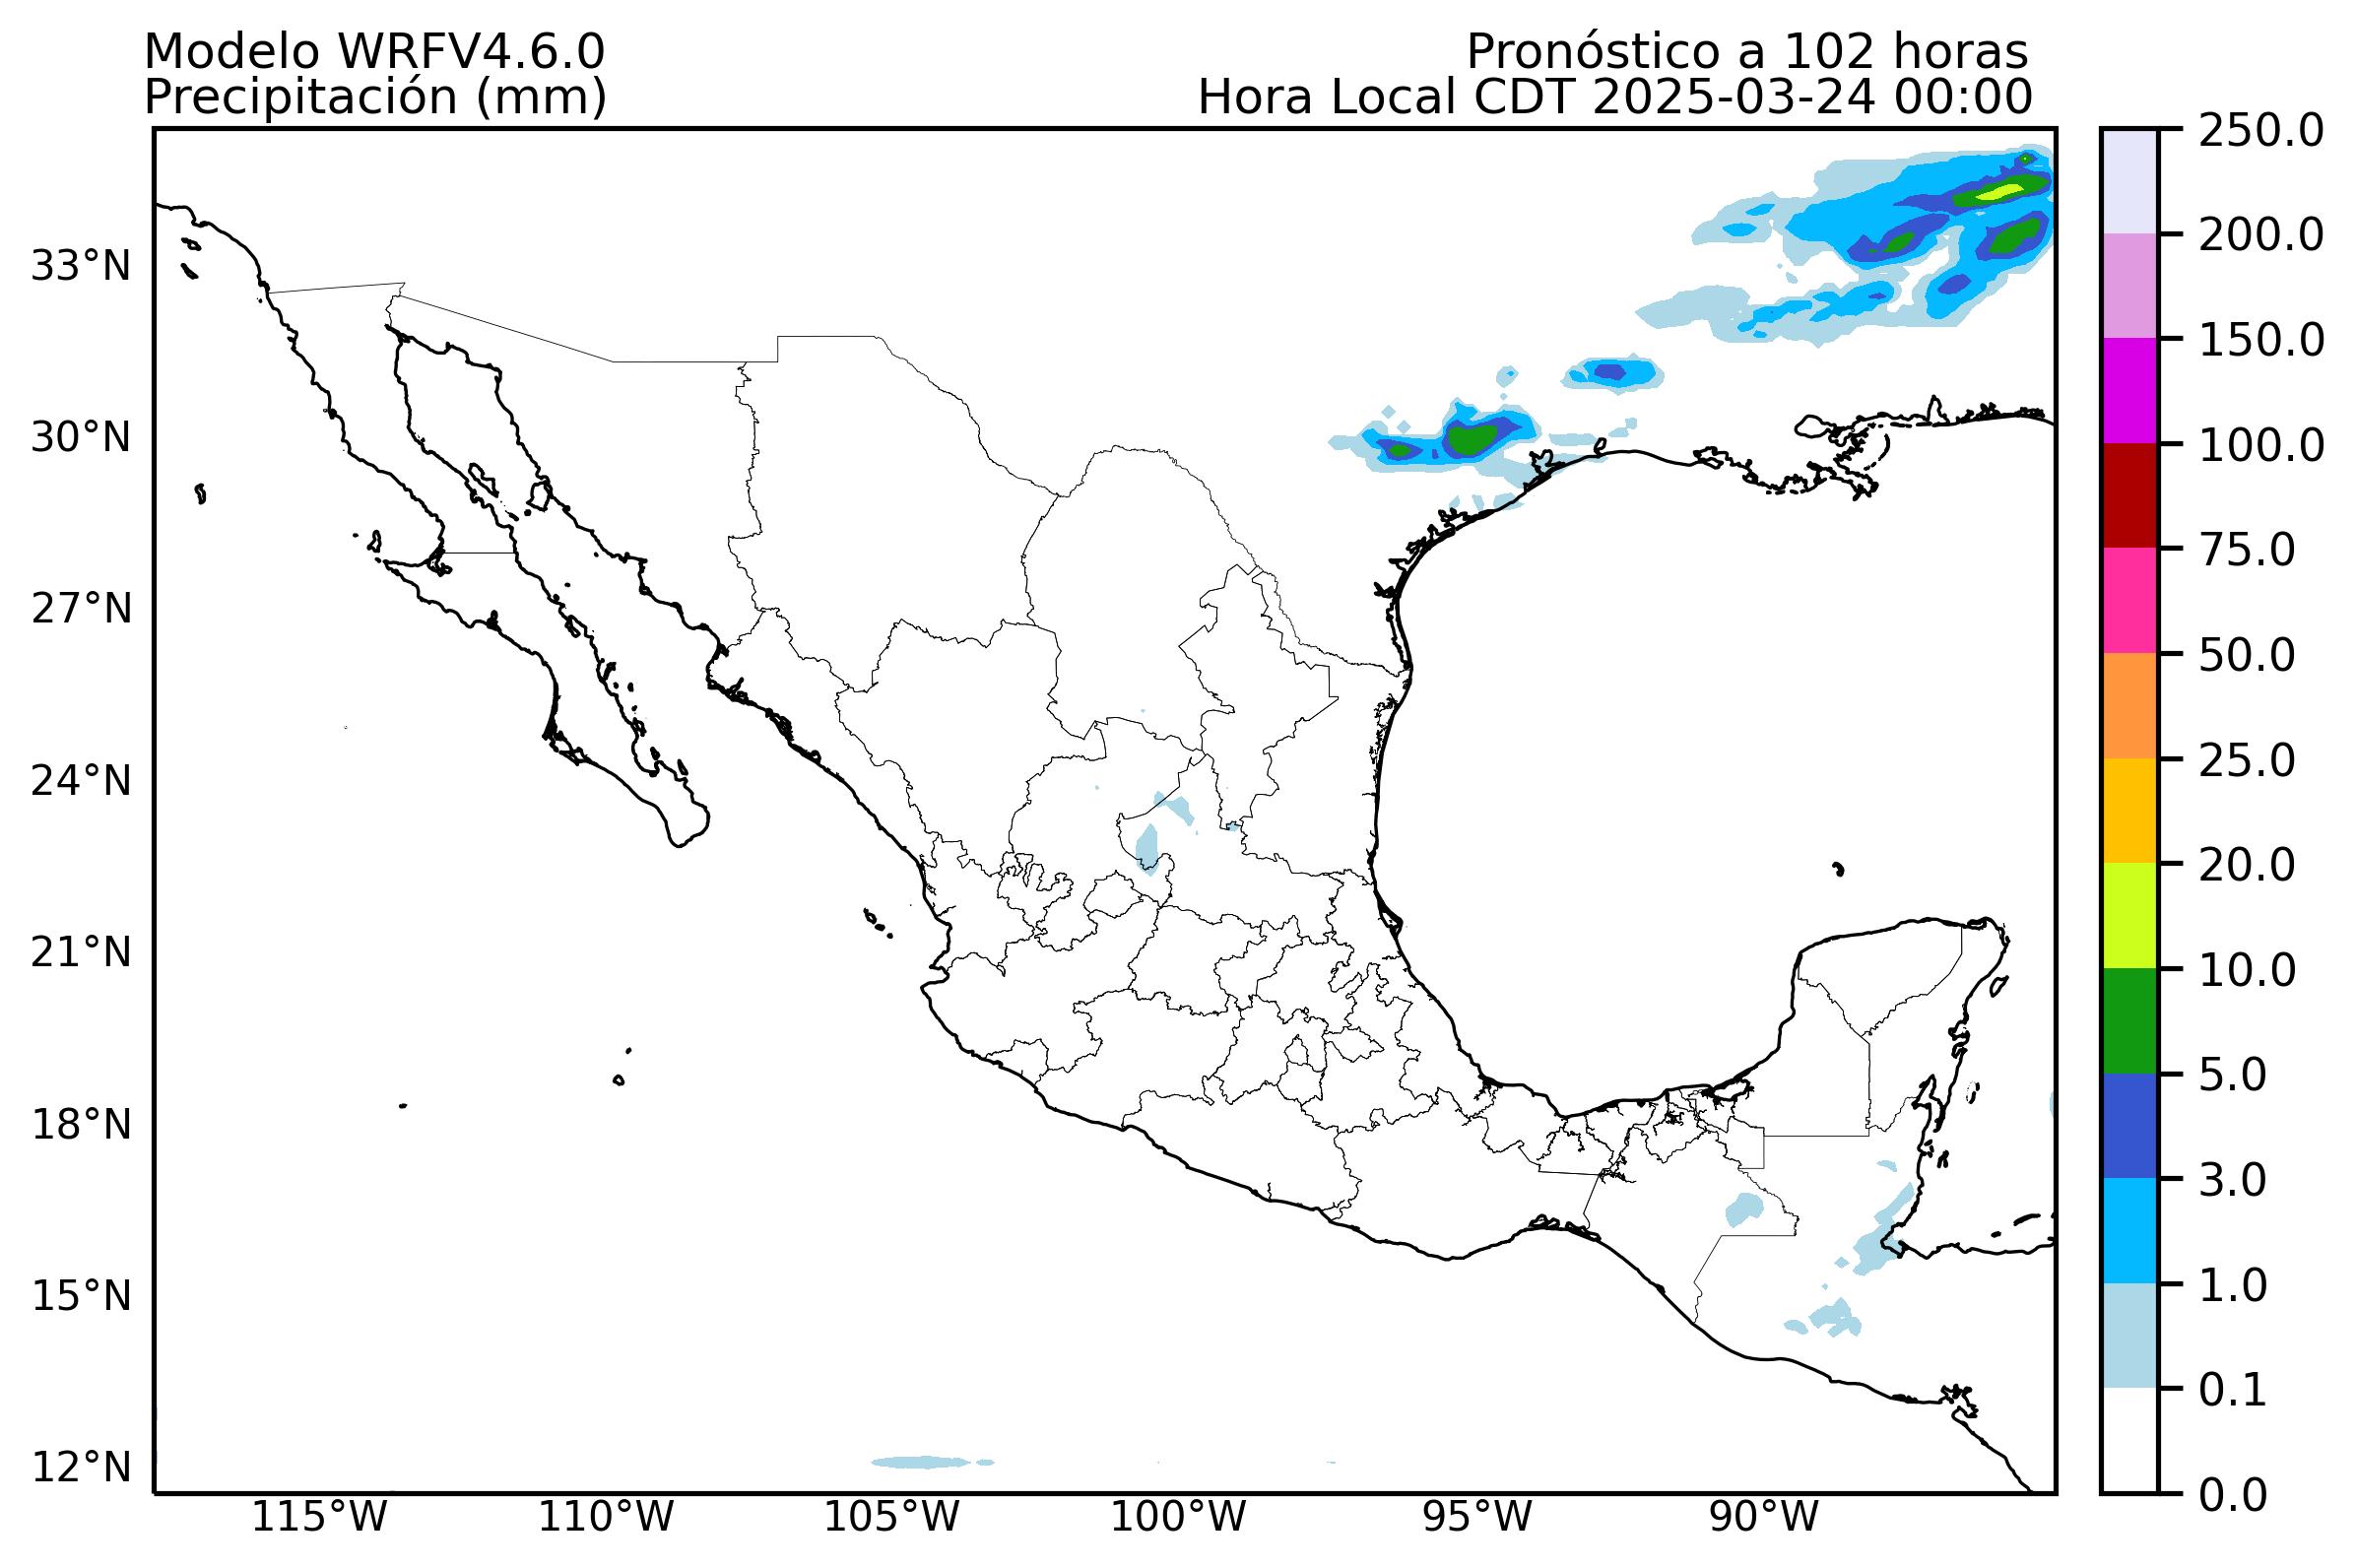 Modelo WRFV4.6.0
Precipitación (mm)
Pronóstico a 102 horas
Hora Local CDT 2025-03-24 00:00
33°N
30°N
27°N
24°N
21°N
18°N
15°N
12°N
115°W
110°W
105°W
100°W
95°W
90°W
250.0
200.0
150.0
100.0
75.0
50.0
25.0
20.0
10.0
5.0
3.0
1.0
0.1
0.0